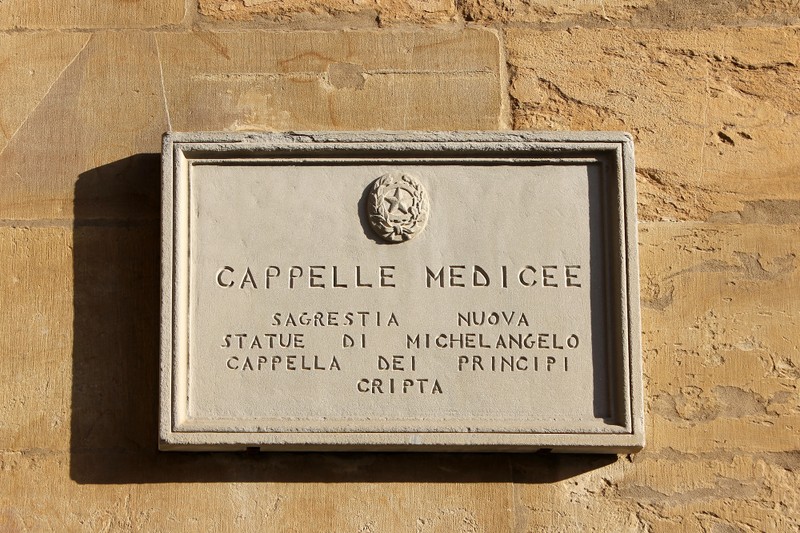 CAPPELLE MEDICEE
SAGRESTIA NUOVA
STATUE DI MICHELANGELO
CAPPELLA DEI PRINCIPI
CRIPTA